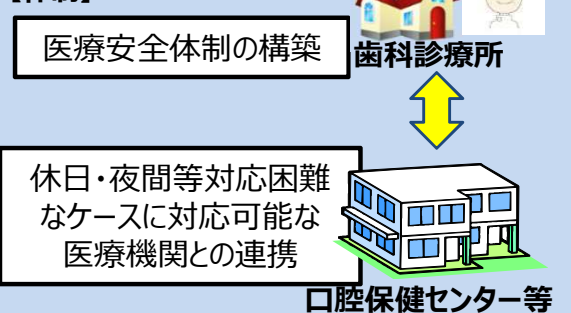 医療安全体制の構築
歯科診療所
休日・夜間等対応困難
なケースに対応可能な
医療機関との連携
口腔保健センター等